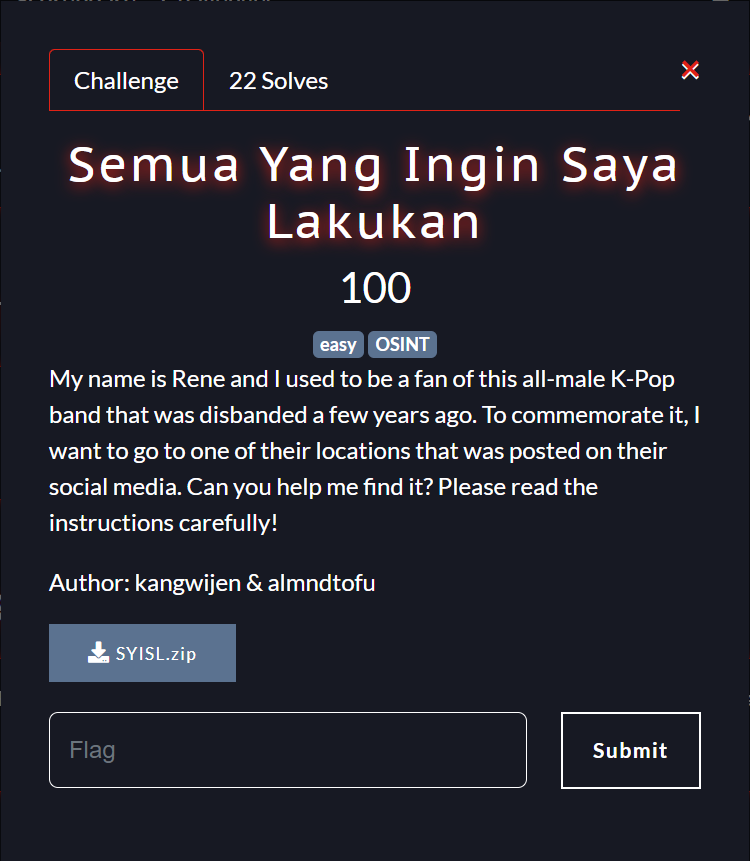 Challenge
22 Solves
Semua Yang Ingin Saya
Lakukan
100
easy OSINT
My name is Rene and I used to be a fan of this all-male K-Pop
band that was disbanded a few years ago. To commemorate it, I
want to go to one of their locations that was posted on their
social media. Can you help me find it? Please read the
instructions carefully!
Author: kangwijen & almndtofu
SYISL.zip
Flag
Submit